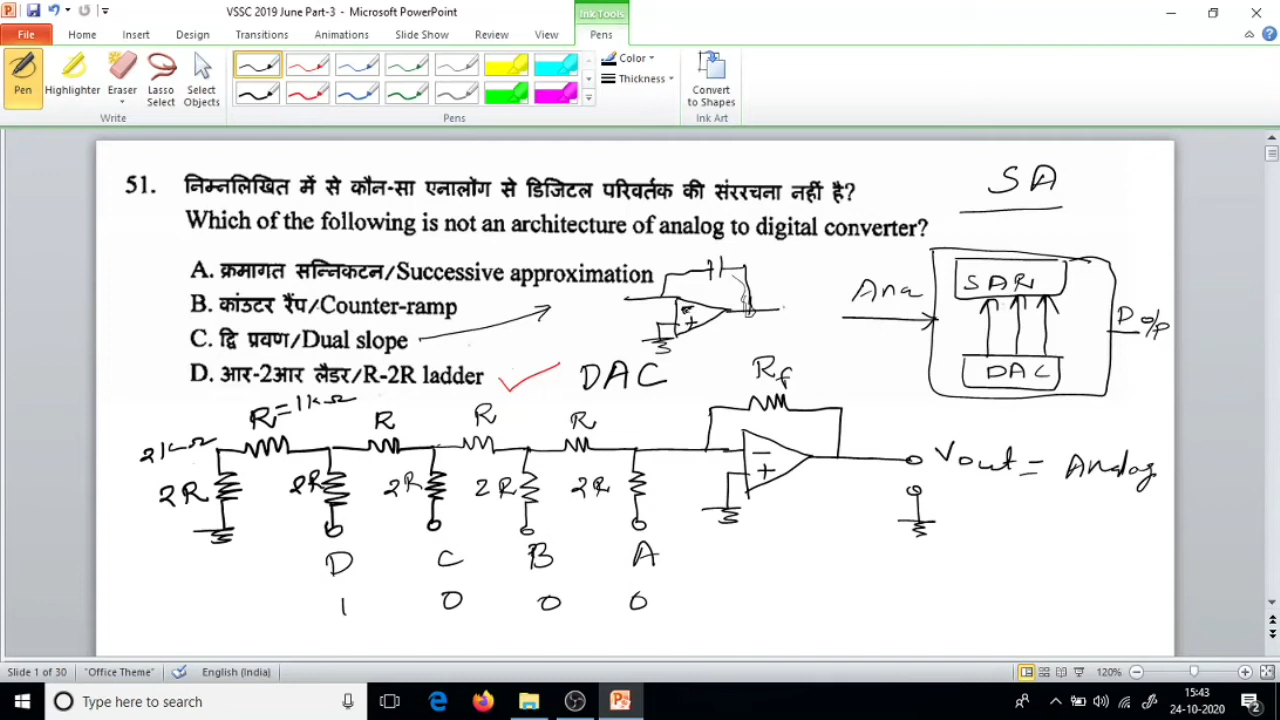 VSSC 2019 June Part-3 - Microsoft PowerPoint
Ink Tools
File Home Insert Design Transitions Animations Slide Show Review View Pens
Pen Highlighter Eraser Lasso Select Select Objects
Color
Thickness
Convert to Shapes
Write Pens Ink Art
51. निम्नलिखित में से कौन-सा एनालोग से डिजिटल परिवर्तक की संररचना नहीं है?
SA
Which of the following is not an architecture of analog to digital converter?
A. क्रमागत सन्निकटन/Successive approximation
B. कांउटर रैंप/Counter-ramp
C. द्वि प्रवण/Dual slope
D. आर-2आर लैडर/R-2R ladder
DAC
Ana
SAR
DAC
D o/p
R=1kΩ R R R Rf
2kΩ
2R 2R 2R 2R 2R
- +
- +
Vout = Analog
D C B A
1 0 0 0
Slide 1 of 30 "Office Theme" English (India) 120%
Type here to search
15:43
24-10-2020
2